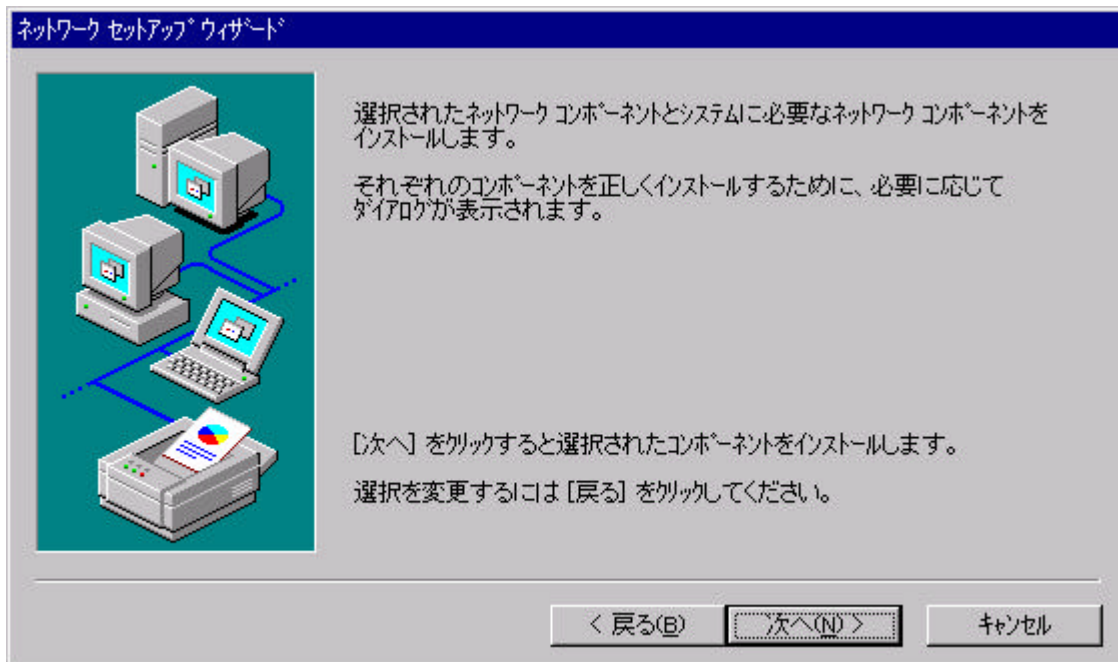 ﾈｯﾄﾜｰｸ ｾｯﾄｱｯﾌﾟ ｳｨｻﾞｰﾄﾞ
選択されたﾈｯﾄﾜｰｸ ｺﾝﾎﾟｰﾈﾝﾄとｼｽﾃﾑに必要なﾈｯﾄﾜｰｸ ｺﾝﾎﾟｰﾈﾝﾄを
ｲﾝｽﾄｰﾙします。
それぞれのｺﾝﾎﾟｰﾈﾝﾄを正しくｲﾝｽﾄｰﾙするために、必要に応じて
ﾀﾞｲｱﾛｸﾞが表示されます。
[次へ] をｸﾘｯｸすると選択されたｺﾝﾎﾟｰﾈﾝﾄをｲﾝｽﾄｰﾙします。
選択を変更するには [戻る] をｸﾘｯｸしてください。
< 戻る(B) 次へ(N) > ｷｬﾝｾﾙ